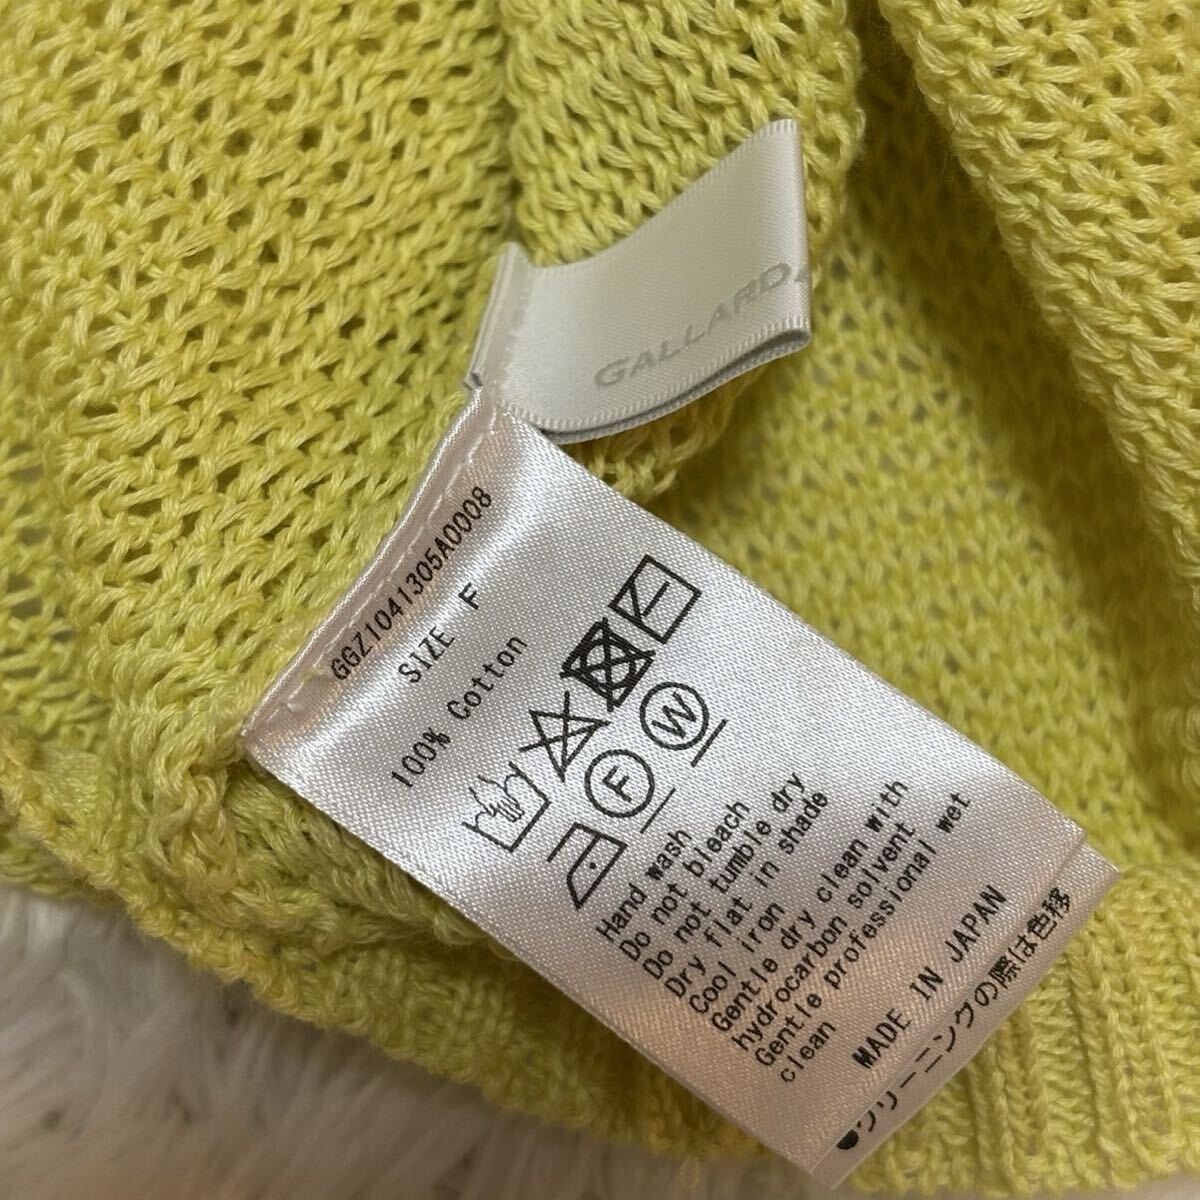 GALLARD
GGZ1041305A0008
SIZE F
100% Cotton
F W
Hand wash
Do not bleach
Do not tumble dry
Dry flat in shade
Cool iron
Gentle dry clean with
hydrocarbon solvent
Gentle professional wet
clean
MADE IN JAPAN
●クリーニングの際は色移